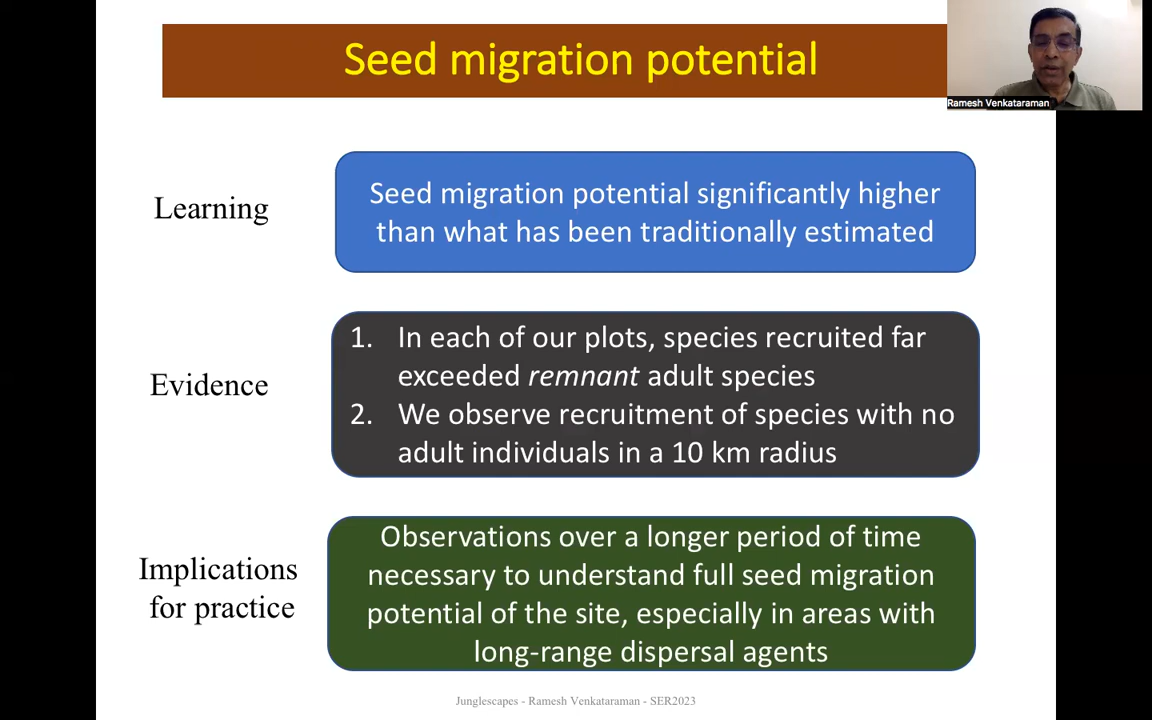 Seed migration potential
Ramesh Venkataraman
Learning
Seed migration potential significantly higher
than what has been traditionally estimated
Evidence
1. In each of our plots, species recruited far
exceeded remnant adult species
2. We observe recruitment of species with no
adult individuals in a 10 km radius
Implications
for practice
Observations over a longer period of time
necessary to understand full seed migration
potential of the site, especially in areas with
long-range dispersal agents
Junglescapes - Ramesh Venkataraman - SER2023